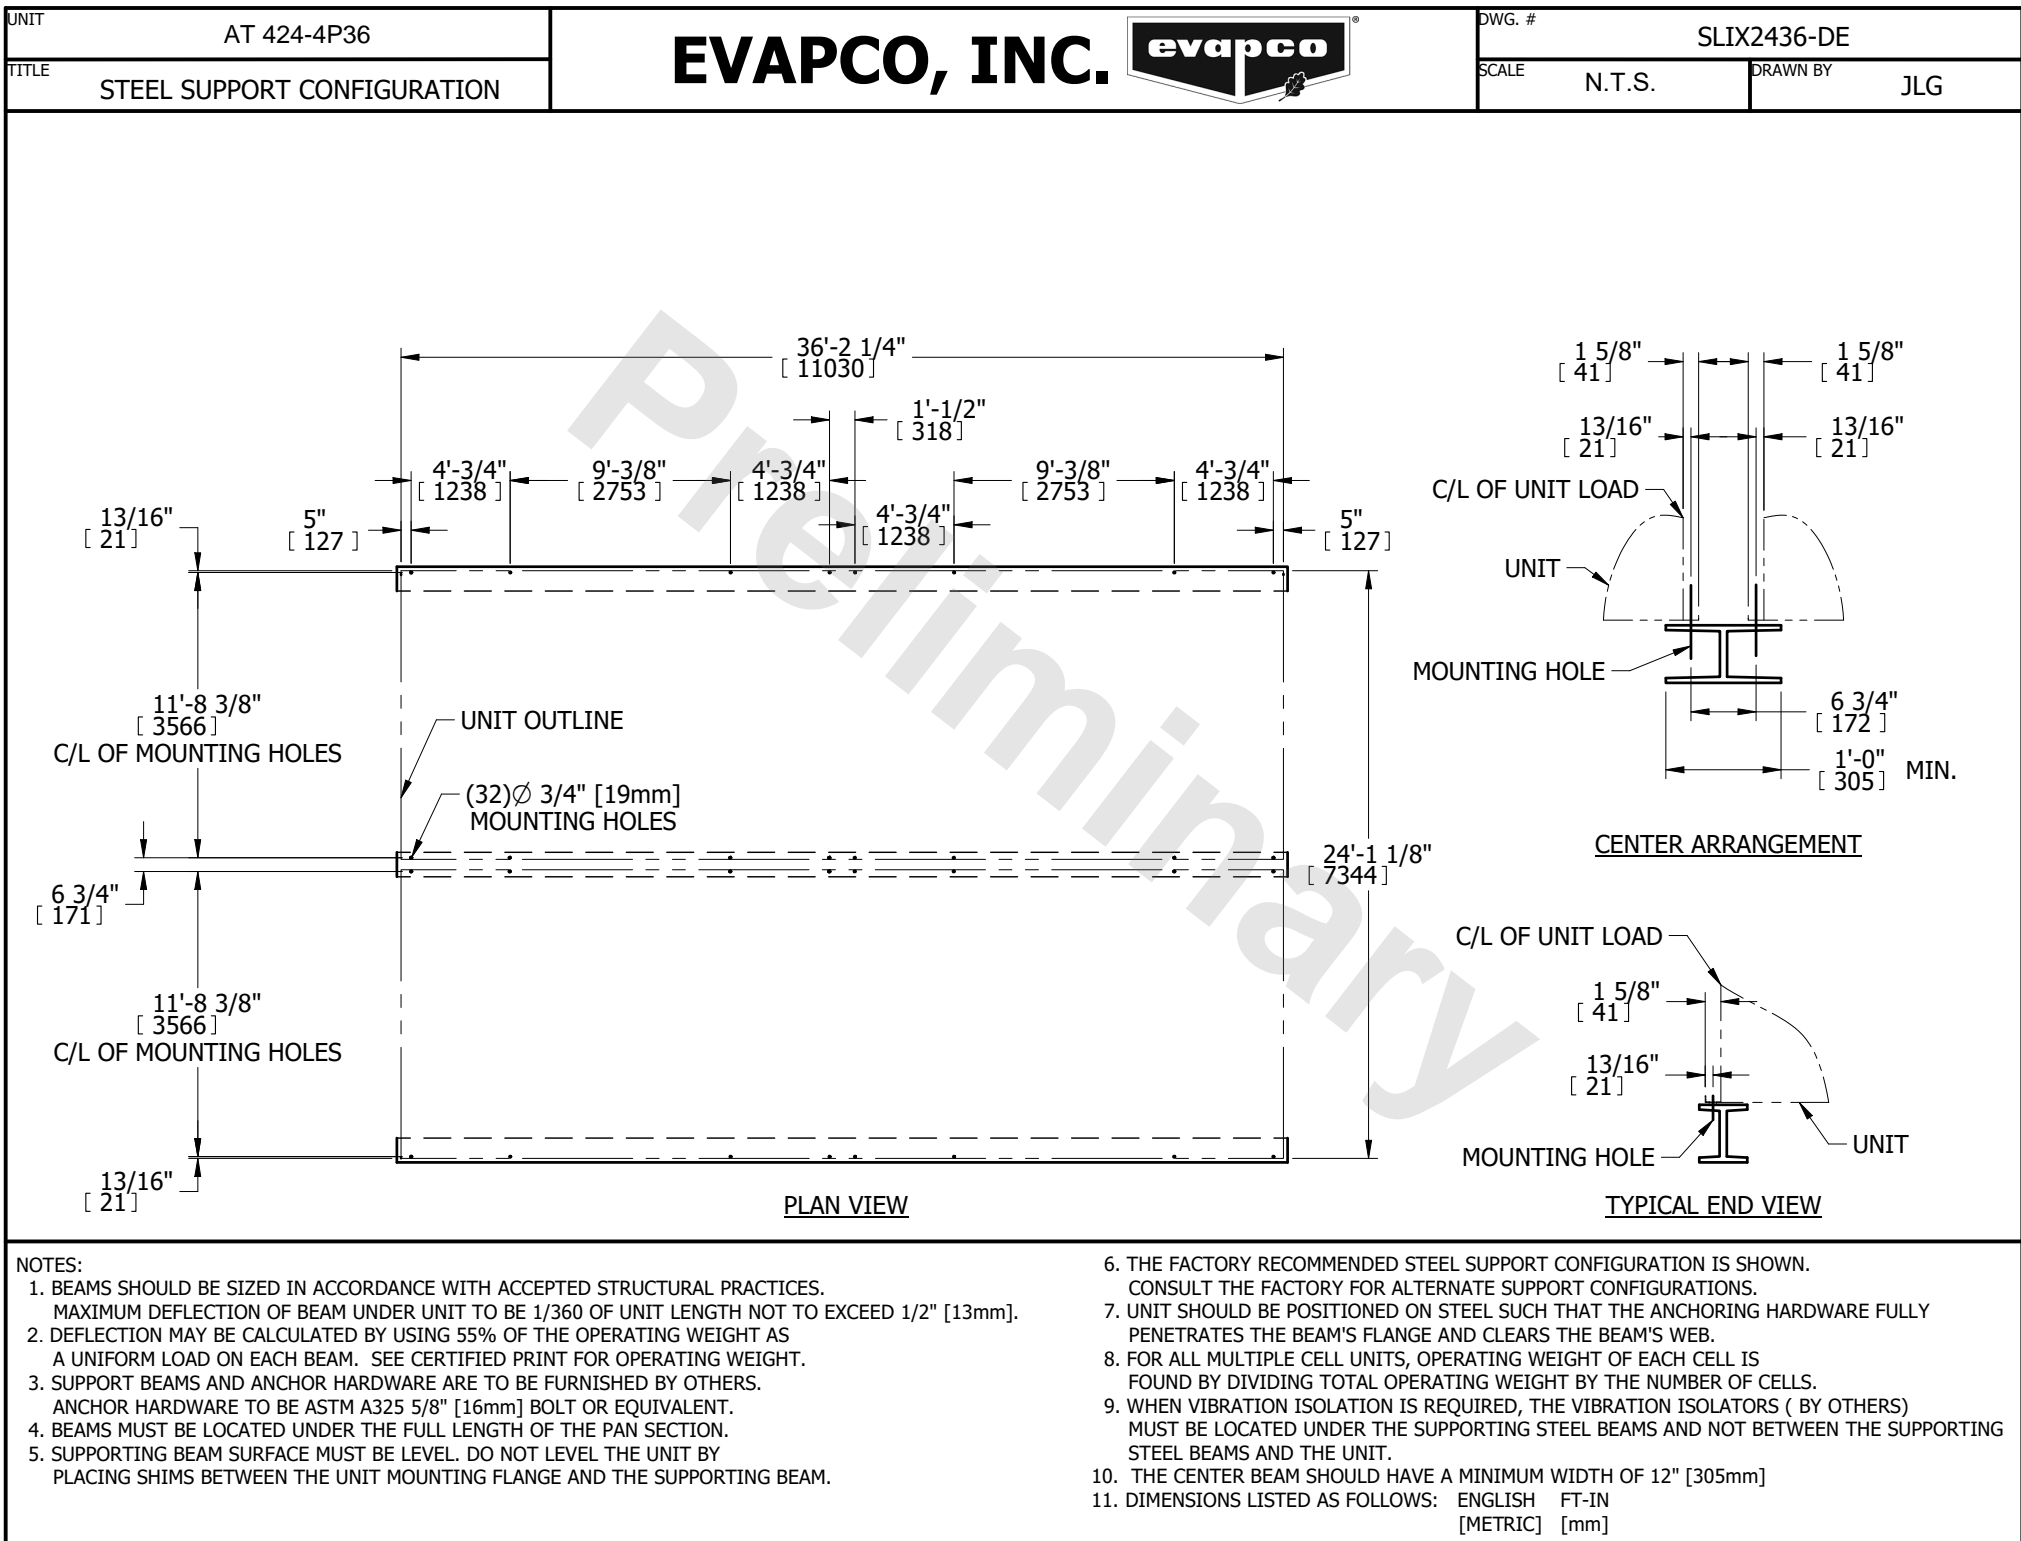 UNIT
AT 424-4P36
TITLE
STEEL SUPPORT CONFIGURATION
EVAPCO, INC.
evapco
®
DWG. #
SLIX2436-DE
SCALE
N.T.S.
DRAWN BY
JLG
Preliminary
36'-2 1/4"
[ 11030 ]
1'-1/2"
[ 318 ]
4'-3/4"
[ 1238 ]
9'-3/8"
[ 2753 ]
4'-3/4"
[ 1238 ]
9'-3/8"
[ 2753 ]
4'-3/4"
[ 1238 ]
4'-3/4"
[ 1238 ]
13/16"
[ 21 ]
5"
[ 127 ]
5"
[ 127 ]
11'-8 3/8"
[ 3566 ]
C/L OF MOUNTING HOLES
UNIT OUTLINE
(32)∅ 3/4" [19mm]
MOUNTING HOLES
6 3/4"
[ 171 ]
24'-1 1/8"
[ 7344 ]
11'-8 3/8"
[ 3566 ]
C/L OF MOUNTING HOLES
13/16"
[ 21 ]
PLAN VIEW
1 5/8"
[ 41 ]
1 5/8"
[ 41 ]
13/16"
[ 21 ]
13/16"
[ 21 ]
C/L OF UNIT LOAD
UNIT
MOUNTING HOLE
6 3/4"
[ 172 ]
1'-0"
[ 305 ]
MIN.
CENTER ARRANGEMENT
C/L OF UNIT LOAD
1 5/8"
[ 41 ]
13/16"
[ 21 ]
MOUNTING HOLE
UNIT
TYPICAL END VIEW
NOTES:
1. BEAMS SHOULD BE SIZED IN ACCORDANCE WITH ACCEPTED STRUCTURAL PRACTICES.
MAXIMUM DEFLECTION OF BEAM UNDER UNIT TO BE 1/360 OF UNIT LENGTH NOT TO EXCEED 1/2" [13mm].
2. DEFLECTION MAY BE CALCULATED BY USING 55% OF THE OPERATING WEIGHT AS
A UNIFORM LOAD ON EACH BEAM. SEE CERTIFIED PRINT FOR OPERATING WEIGHT.
3. SUPPORT BEAMS AND ANCHOR HARDWARE ARE TO BE FURNISHED BY OTHERS.
ANCHOR HARDWARE TO BE ASTM A325 5/8" [16mm] BOLT OR EQUIVALENT.
4. BEAMS MUST BE LOCATED UNDER THE FULL LENGTH OF THE PAN SECTION.
5. SUPPORTING BEAM SURFACE MUST BE LEVEL. DO NOT LEVEL THE UNIT BY
PLACING SHIMS BETWEEN THE UNIT MOUNTING FLANGE AND THE SUPPORTING BEAM.
6. THE FACTORY RECOMMENDED STEEL SUPPORT CONFIGURATION IS SHOWN.
CONSULT THE FACTORY FOR ALTERNATE SUPPORT CONFIGURATIONS.
7. UNIT SHOULD BE POSITIONED ON STEEL SUCH THAT THE ANCHORING HARDWARE FULLY
PENETRATES THE BEAM'S FLANGE AND CLEARS THE BEAM'S WEB.
8. FOR ALL MULTIPLE CELL UNITS, OPERATING WEIGHT OF EACH CELL IS
FOUND BY DIVIDING TOTAL OPERATING WEIGHT BY THE NUMBER OF CELLS.
9. WHEN VIBRATION ISOLATION IS REQUIRED, THE VIBRATION ISOLATORS ( BY OTHERS)
MUST BE LOCATED UNDER THE SUPPORTING STEEL BEAMS AND NOT BETWEEN THE SUPPORTING
STEEL BEAMS AND THE UNIT.
10. THE CENTER BEAM SHOULD HAVE A MINIMUM WIDTH OF 12" [305mm]
11. DIMENSIONS LISTED AS FOLLOWS: ENGLISH FT-IN
[METRIC] [mm]